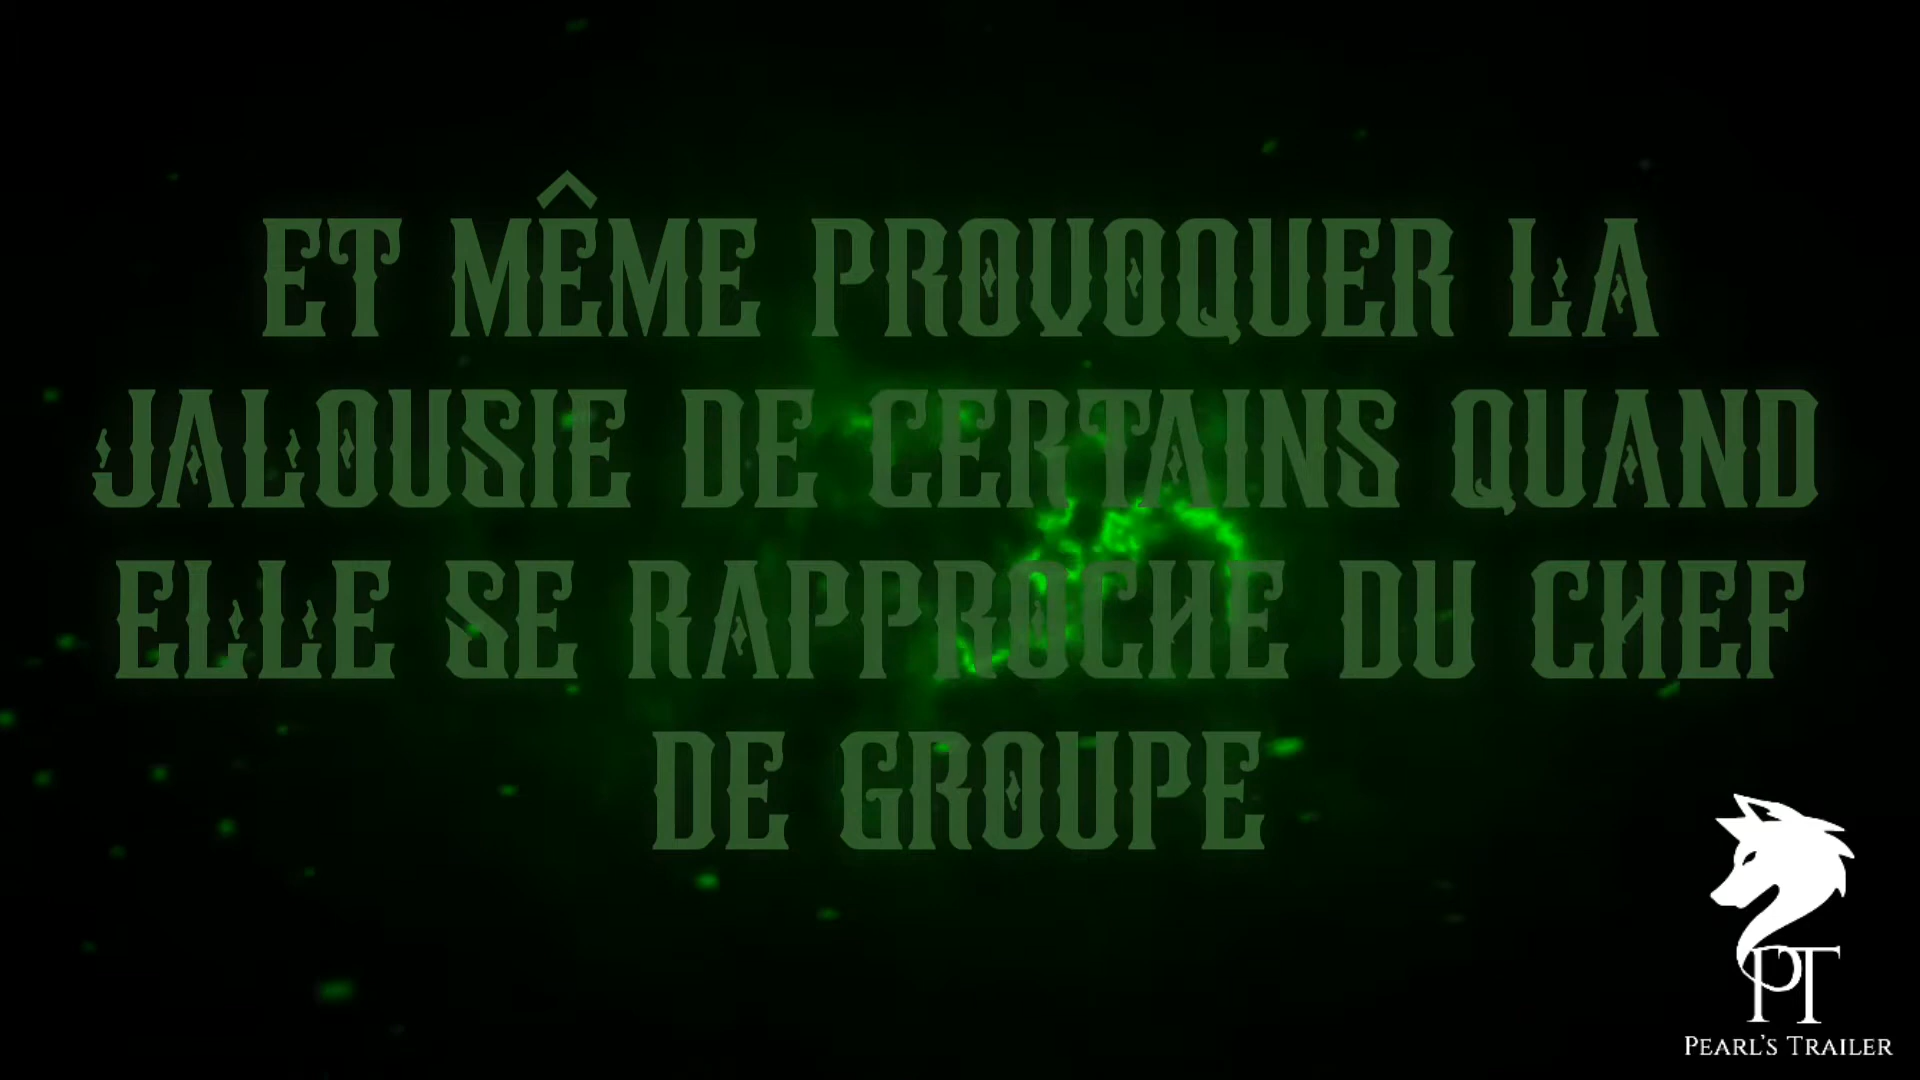 ET MÊME PROVOQUER LA
JALOUSIE DE CERTAINS QUAND
ELLE SE RAPPROCHE DU CHEF
DE GROUPE
PT
PEARL'S TRAILER